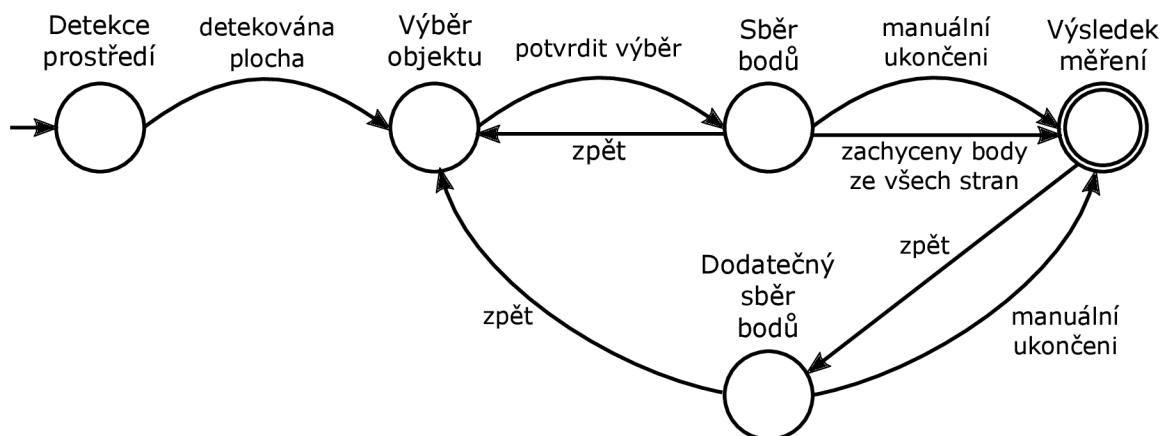 Detekce
prostředí
detekována
plocha
Výběr
objektu
potvrdit výběr
Sběr
bodů
manuální
ukončeni
Výsledek
měření
zpět
zachyceny body
ze všech stran
zpět
Dodatečný
sběr
bodů
zpět
manuální
ukončeni